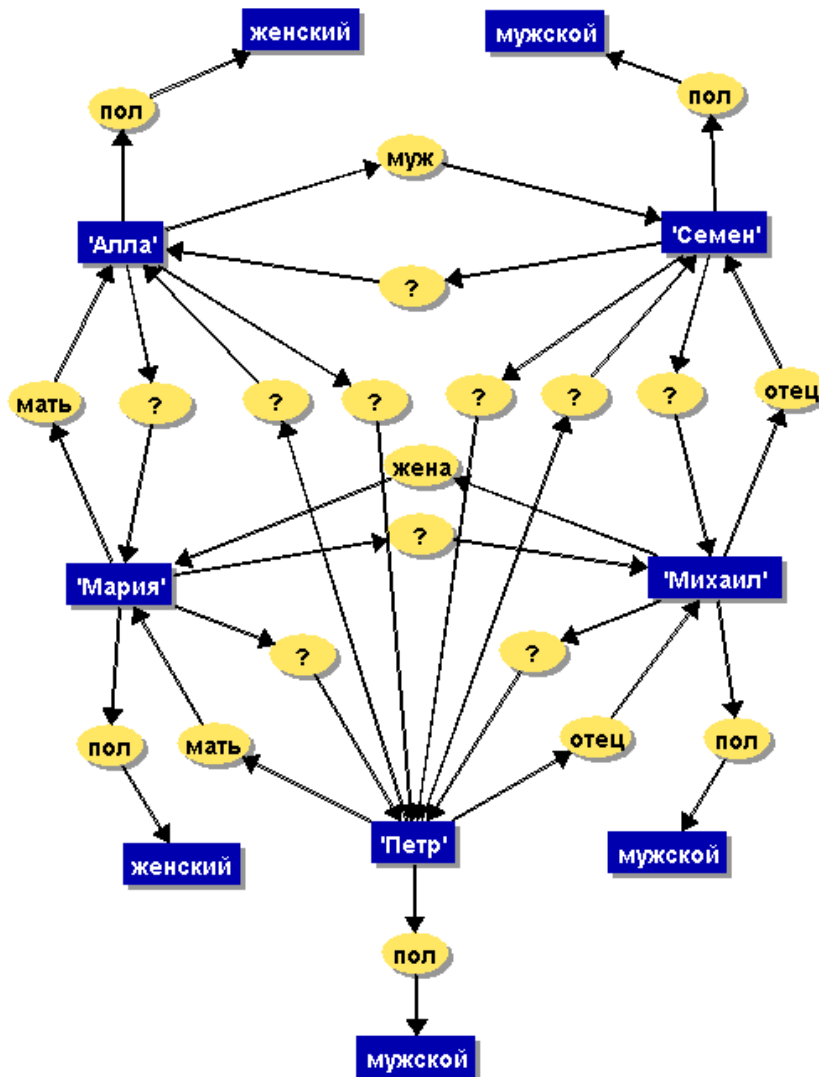 женский
мужской
пол
пол
муж
'Алла'
'Семен'
?
мать
?
?
?
?
?
?
отец
жена
?
'Мария'
'Михаил'
?
?
пол
мать
отец
пол
'Петр'
женский
мужской
пол
мужской